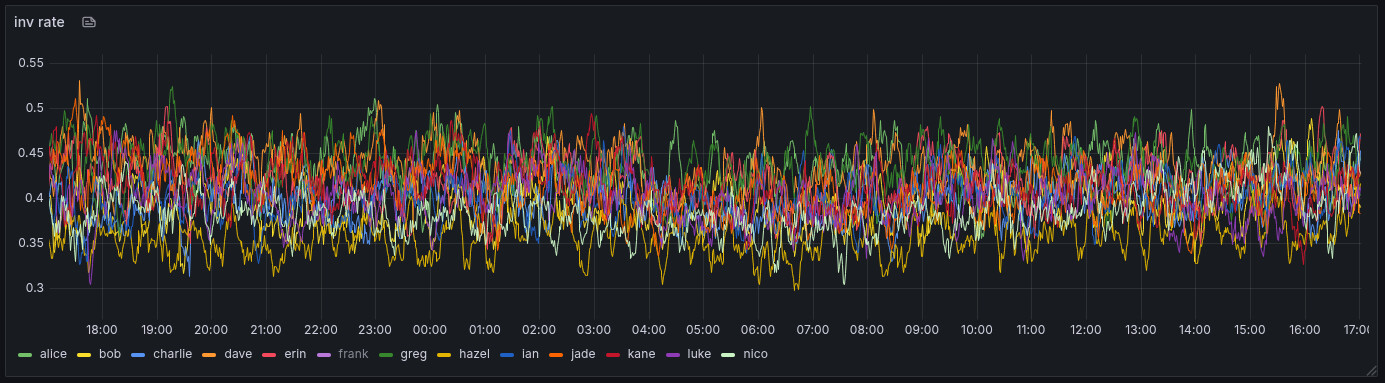 inv rate
0.55
0.5
0.45
0.4
0.35
0.3
18:00 19:00 20:00 21:00 22:00 23:00 00:00 01:00 02:00 03:00 04:00 05:00 06:00 07:00 08:00 09:00 10:00 11:00 12:00 13:00 14:00 15:00 16:00 17:00
alice bob charlie dave erin frank greg hazel ian jade kane luke nico